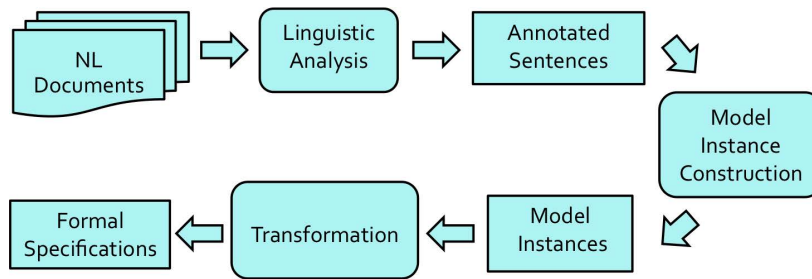 NL
Documents
Linguistic
Analysis
Annotated
Sentences
Model
Instance
Construction
Model
Instances
Transformation
Formal
Specifications